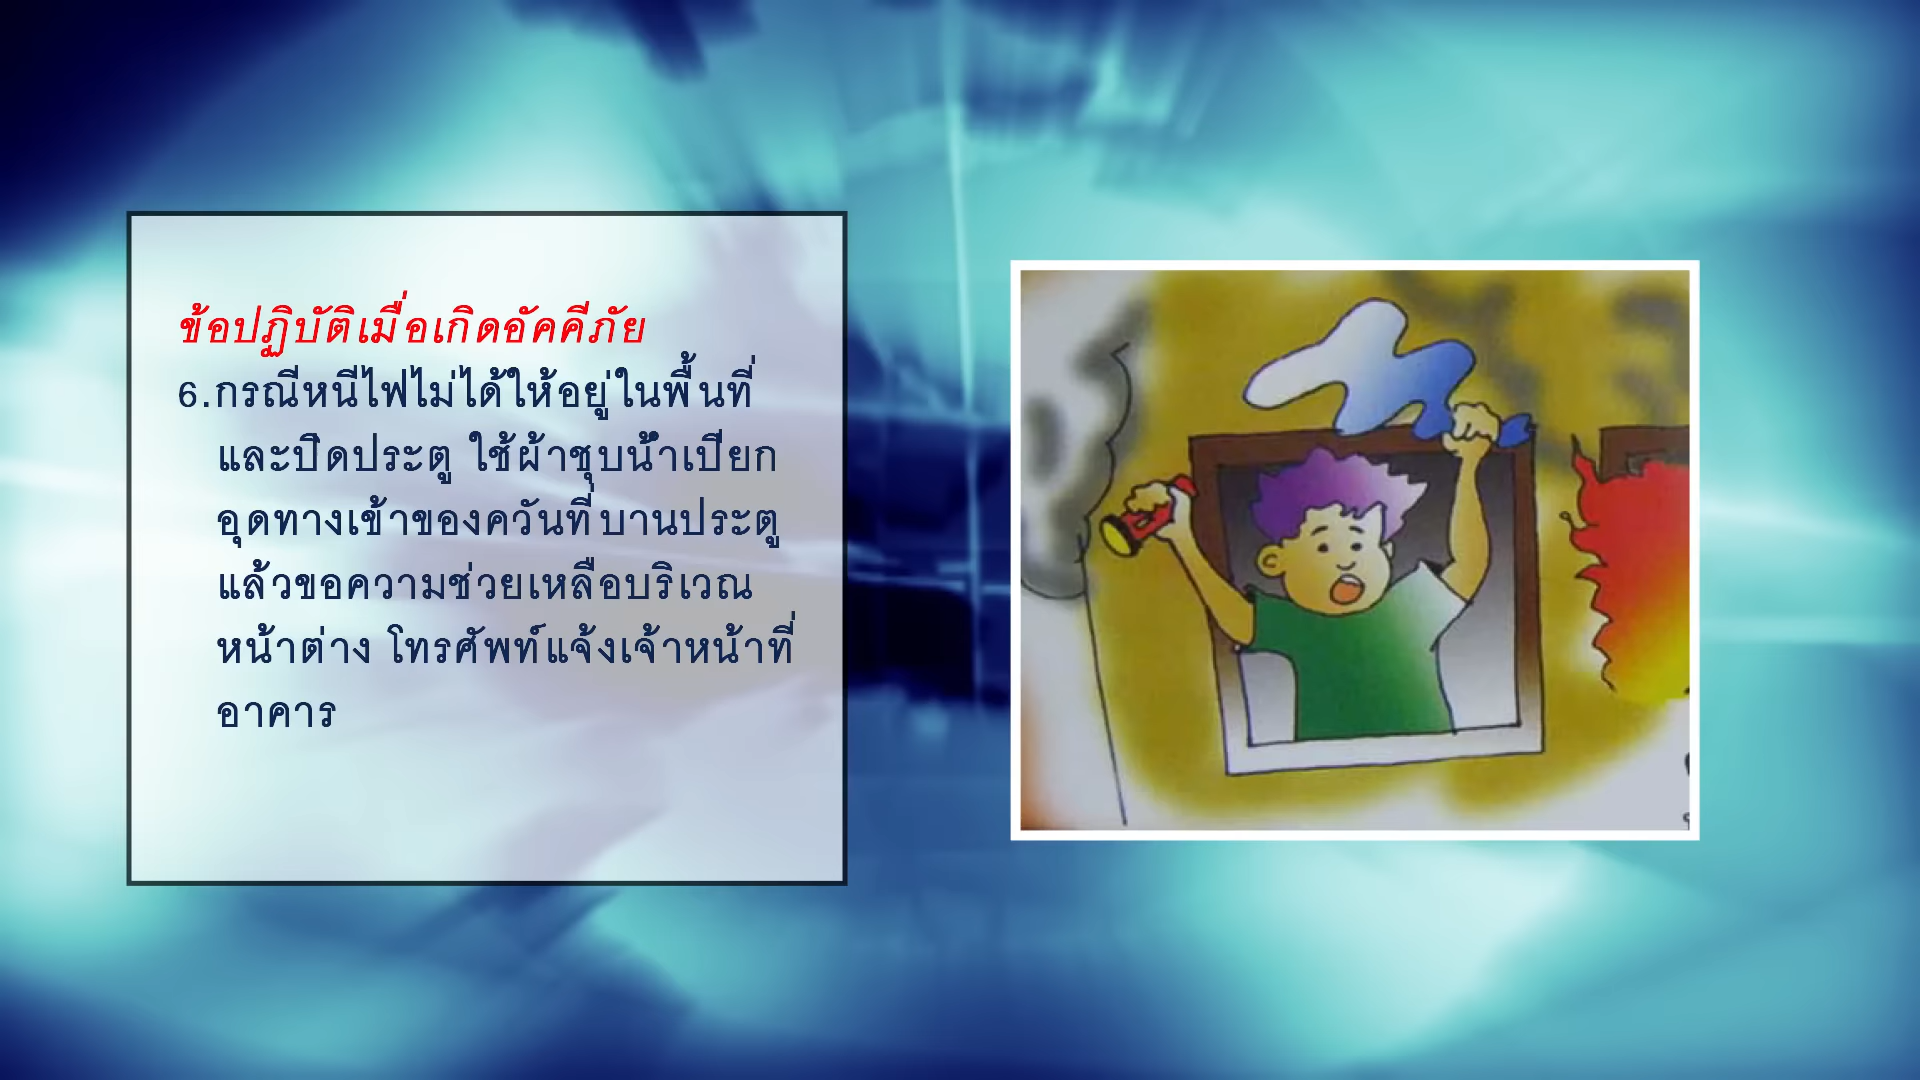 ข้อปฏิบัติเมื่อเกิดอัคคีภัย
6.กรณีหนีไฟไม่ได้ให้อยู่ในพื้นที่
และปิดประตู ใช้ผ้าชุบน้ำเปียก
อุดทางเข้าของควันที่บานประตู
แล้วขอความช่วยเหลือบริเวณ
หน้าต่าง โทรศัพท์แจ้งเจ้าหน้าที่
อาคาร